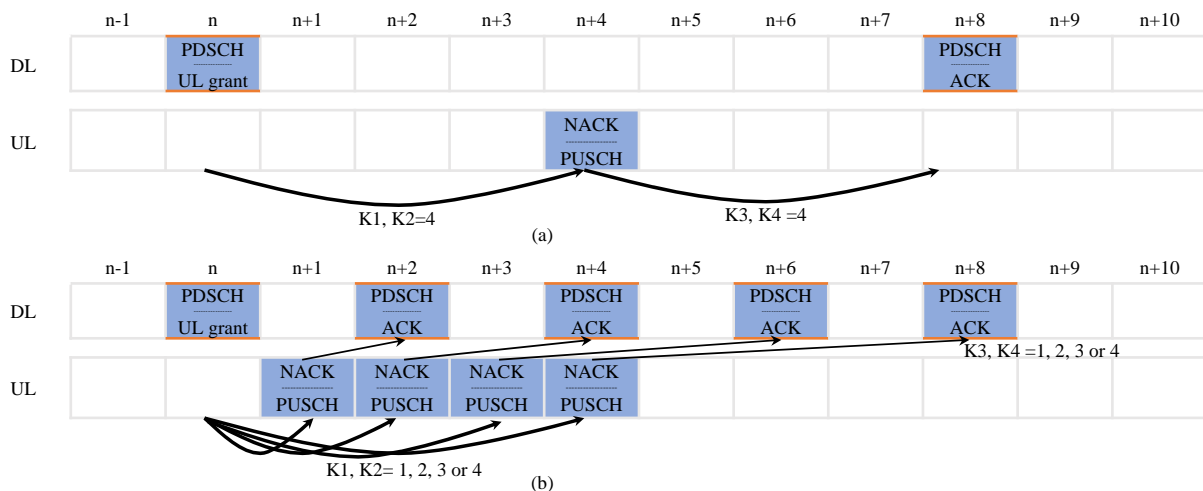 n-1 n n+1 n+2 n+3 n+4 n+5 n+6 n+7 n+8 n+9 n+10
DL
PDSCH PDSCH
UL grant ACK
UL
NACK
PUSCH
K1, K2=4 K3, K4 =4
(a)
n-1 n n+1 n+2 n+3 n+4 n+5 n+6 n+7 n+8 n+9 n+10
DL
PDSCH PDSCH PDSCH PDSCH PDSCH
UL grant ACK ACK ACK ACK
K3, K4 =1, 2, 3 or 4
UL
NACK NACK NACK NACK
PUSCH PUSCH PUSCH PUSCH
K1, K2= 1, 2, 3 or 4
(b)